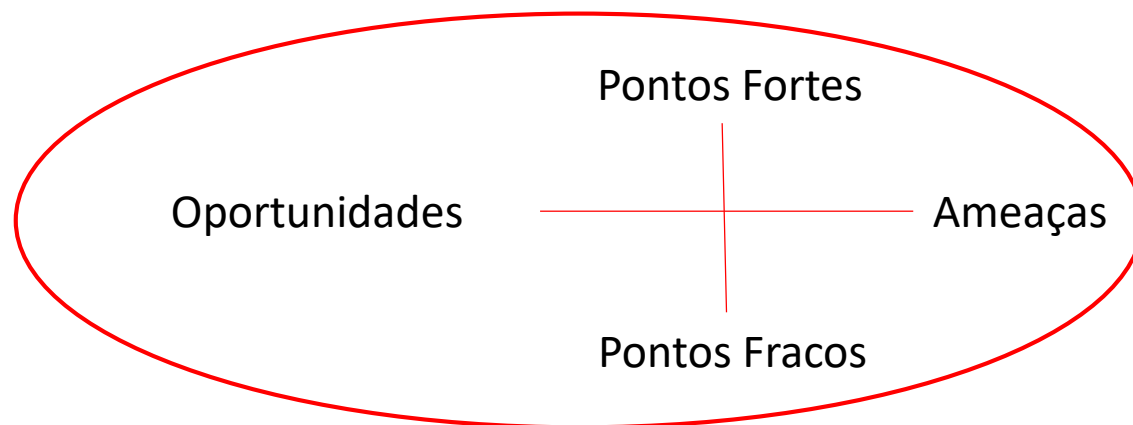 Pontos Fortes
Oportunidades
Ameaças
Pontos Fracos